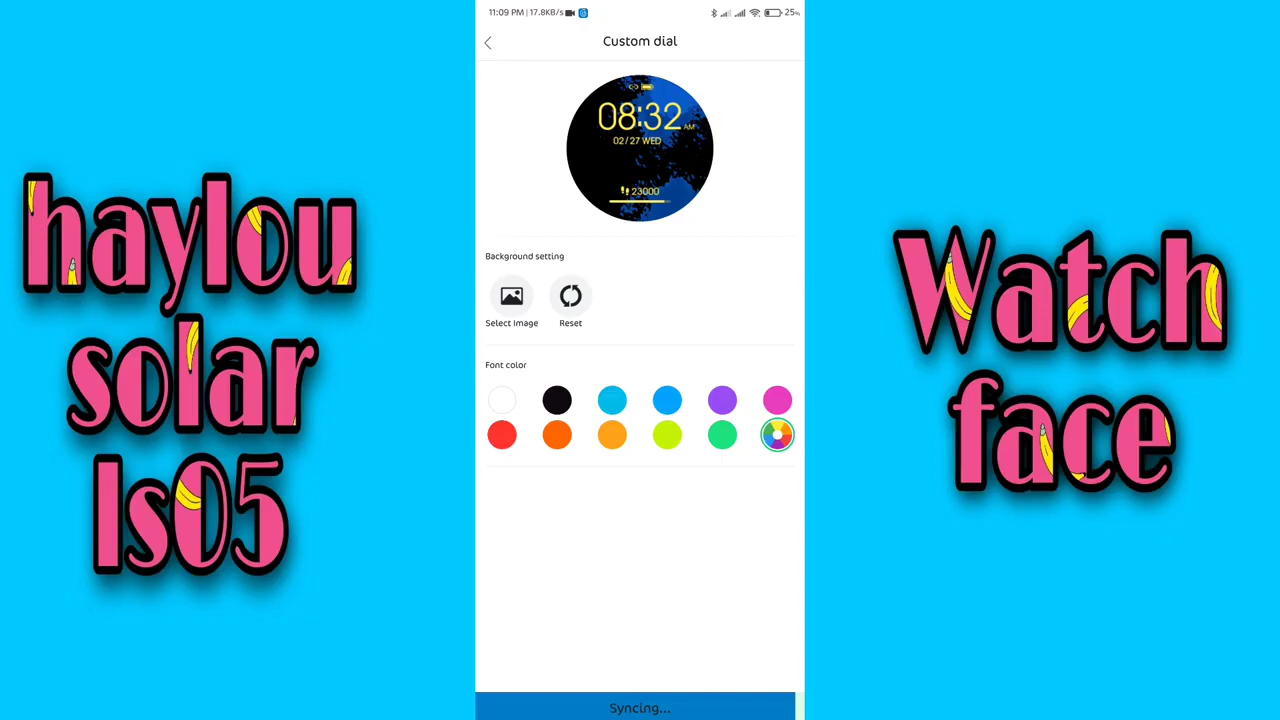 haylou
solar
ls05
11:09 PM | 17.8KB/s
25%
Custom dial
08:32 AM
02/27 WED
23000
Background setting
Select Image
Reset
Font color
Syncing...
Watch
face